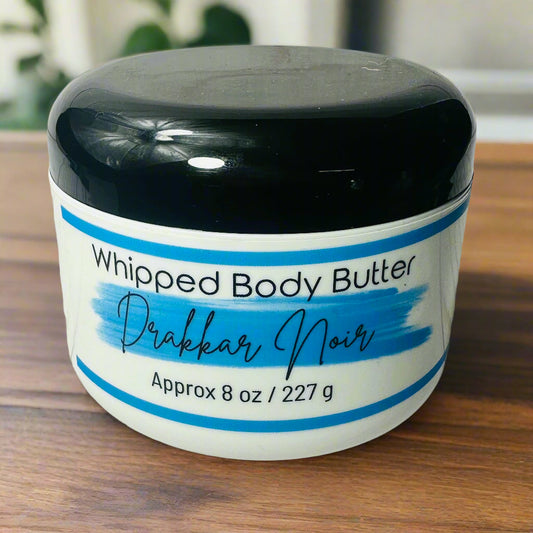 Whipped Body Butter
Drakkar Noir
Approx 8 oz / 227 g